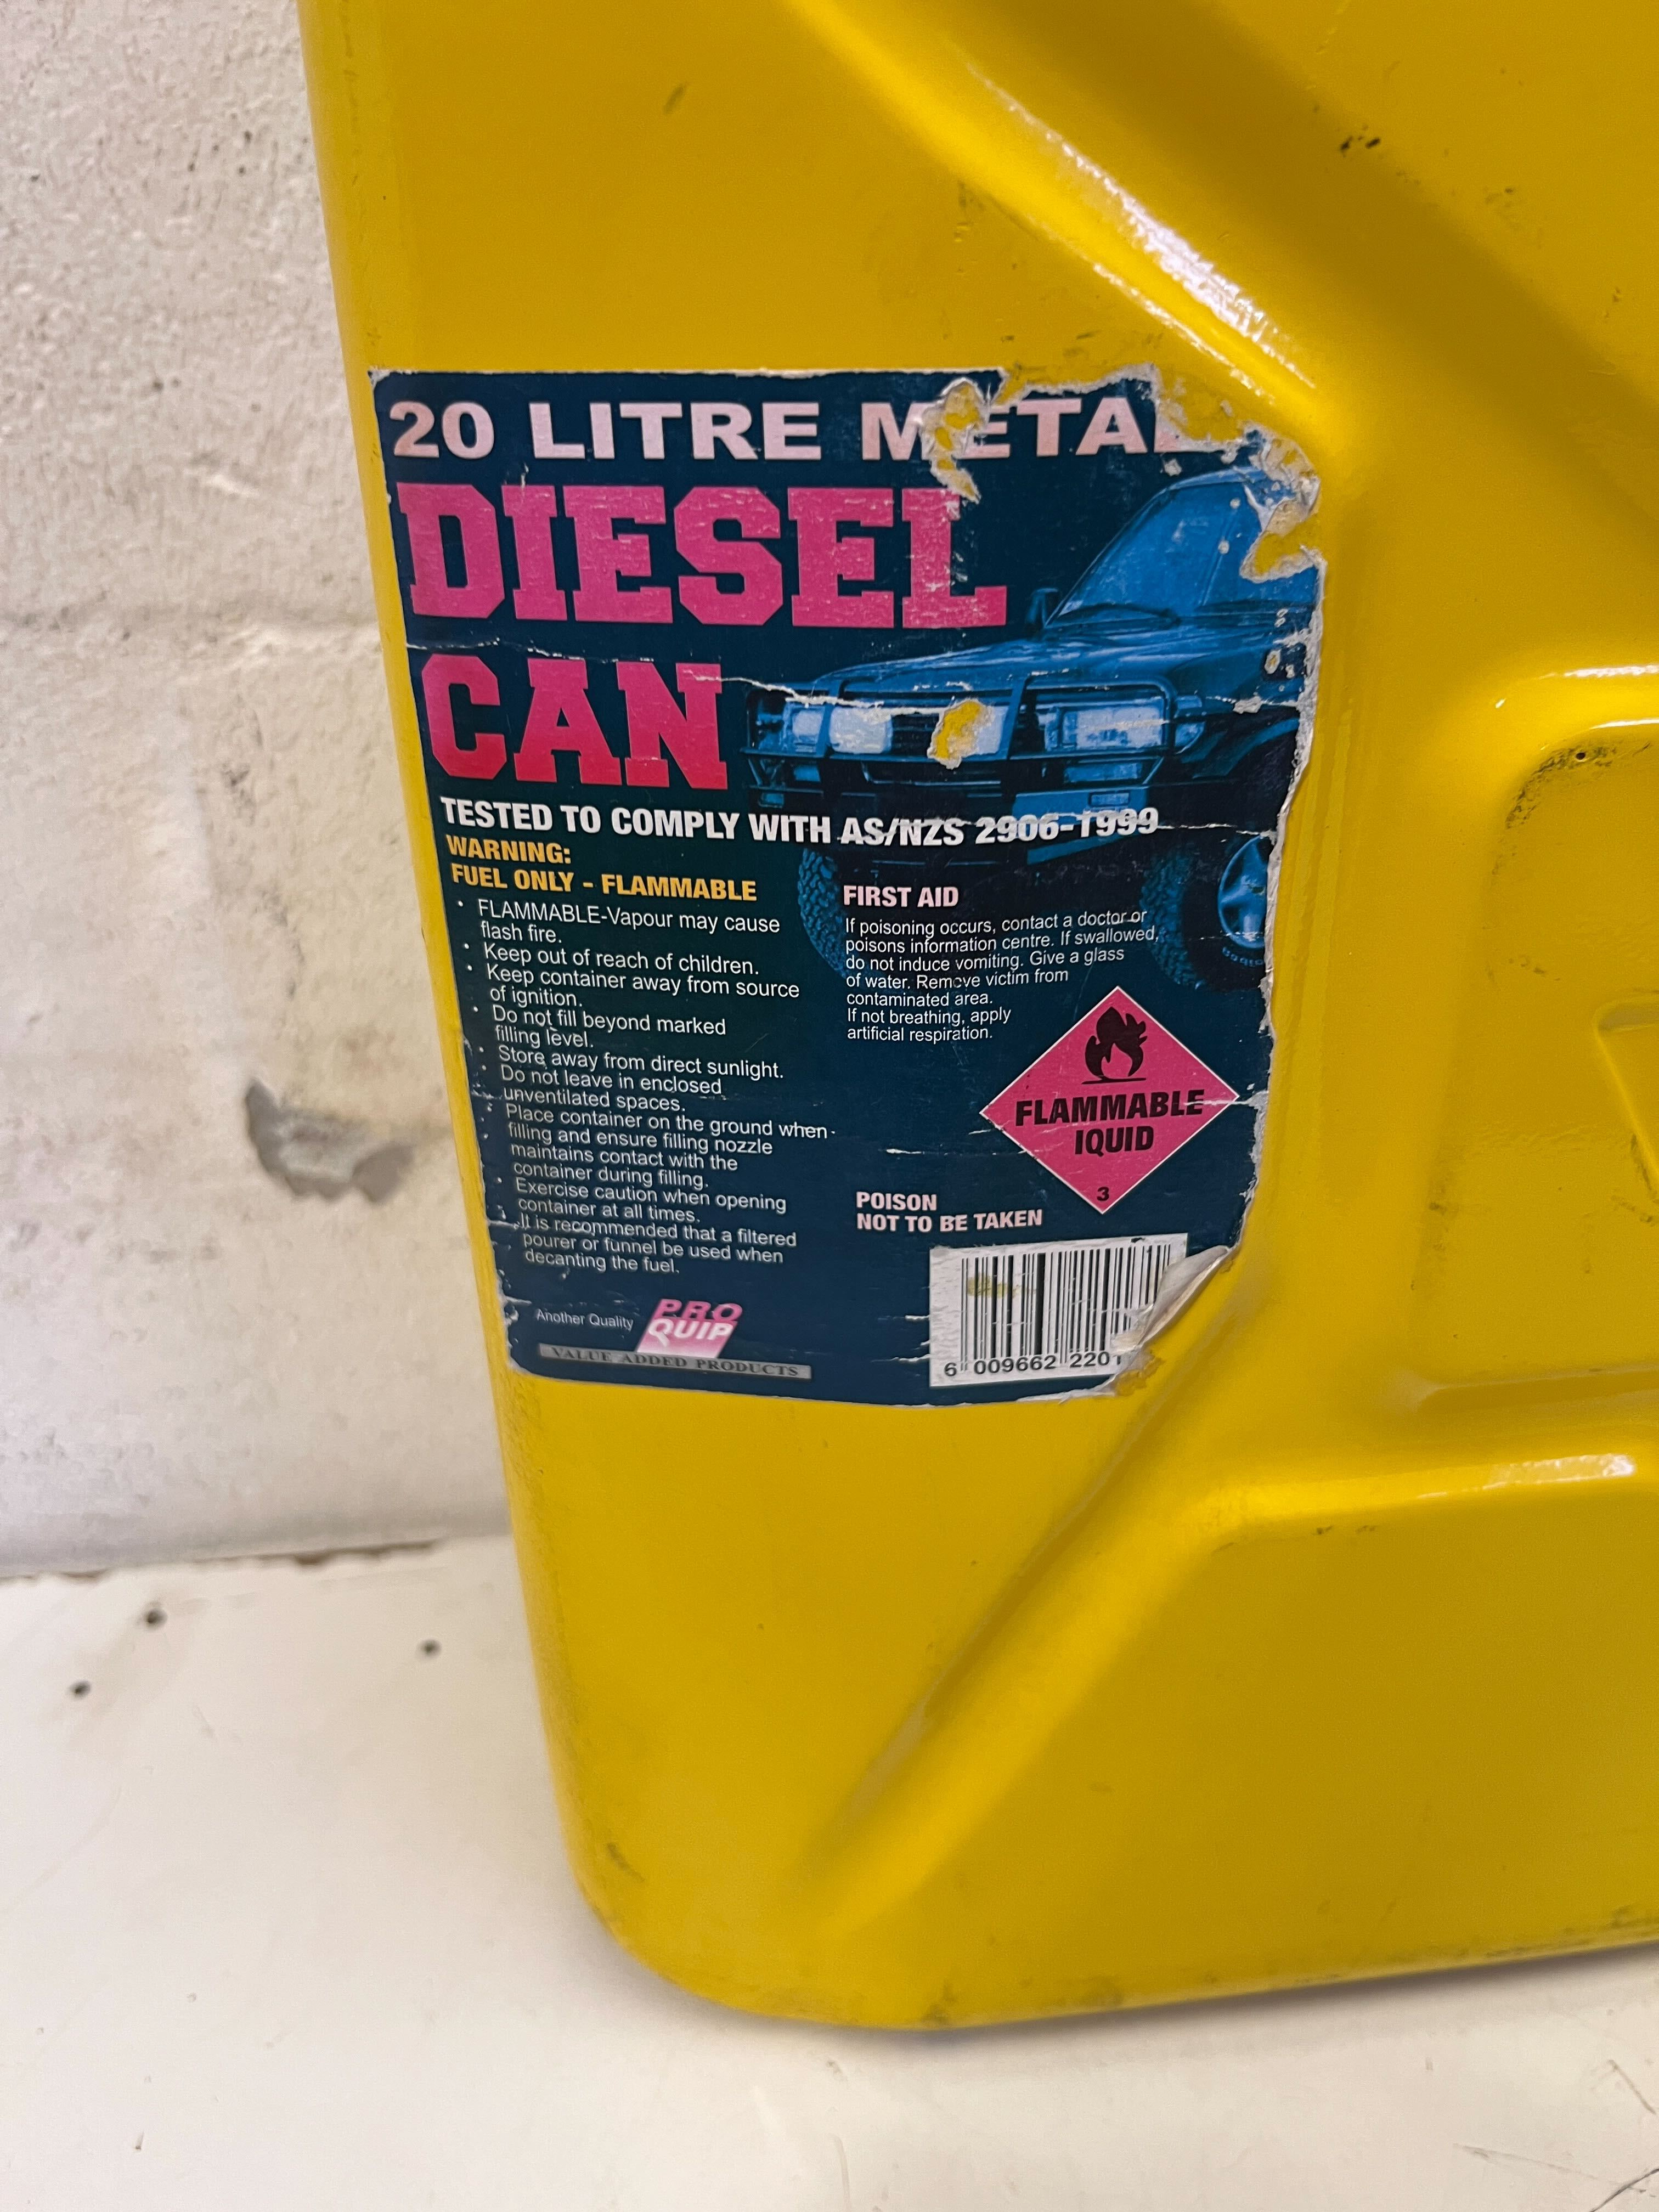 20 LITRE METAL
DIESEL
CAN
TESTED TO COMPLY WITH AS/NZS 2906-1999
WARNING:
FUEL ONLY - FLAMMABLE
• FLAMMABLE-Vapour may cause
flash fire.
• Keep out of reach of children.
• Keep container away from source
of ignition.
• Do not fill beyond marked
filling level.
• Store away from direct sunlight.
• Do not leave in enclosed
unventilated spaces.
• Place container on the ground when
filling and ensure filling nozzle
maintains contact with the
container during filling.
• Exercise caution when opening
container at all times.
• It is recommended that a filtered
pourer or funnel be used when
decanting the fuel.
FIRST AID
If poisoning occurs, contact a doctor or
poisons information centre. If swallowed,
do not induce vomiting. Give a glass
of water. Remove victim from
contaminated area.
If not breathing, apply
artificial respiration.
FLAMMABLE
IQUID
3
POISON
NOT TO BE TAKEN
Another Quality
PRO
QUIP
VALUE ADDED PRODUCTS
6 009662 220